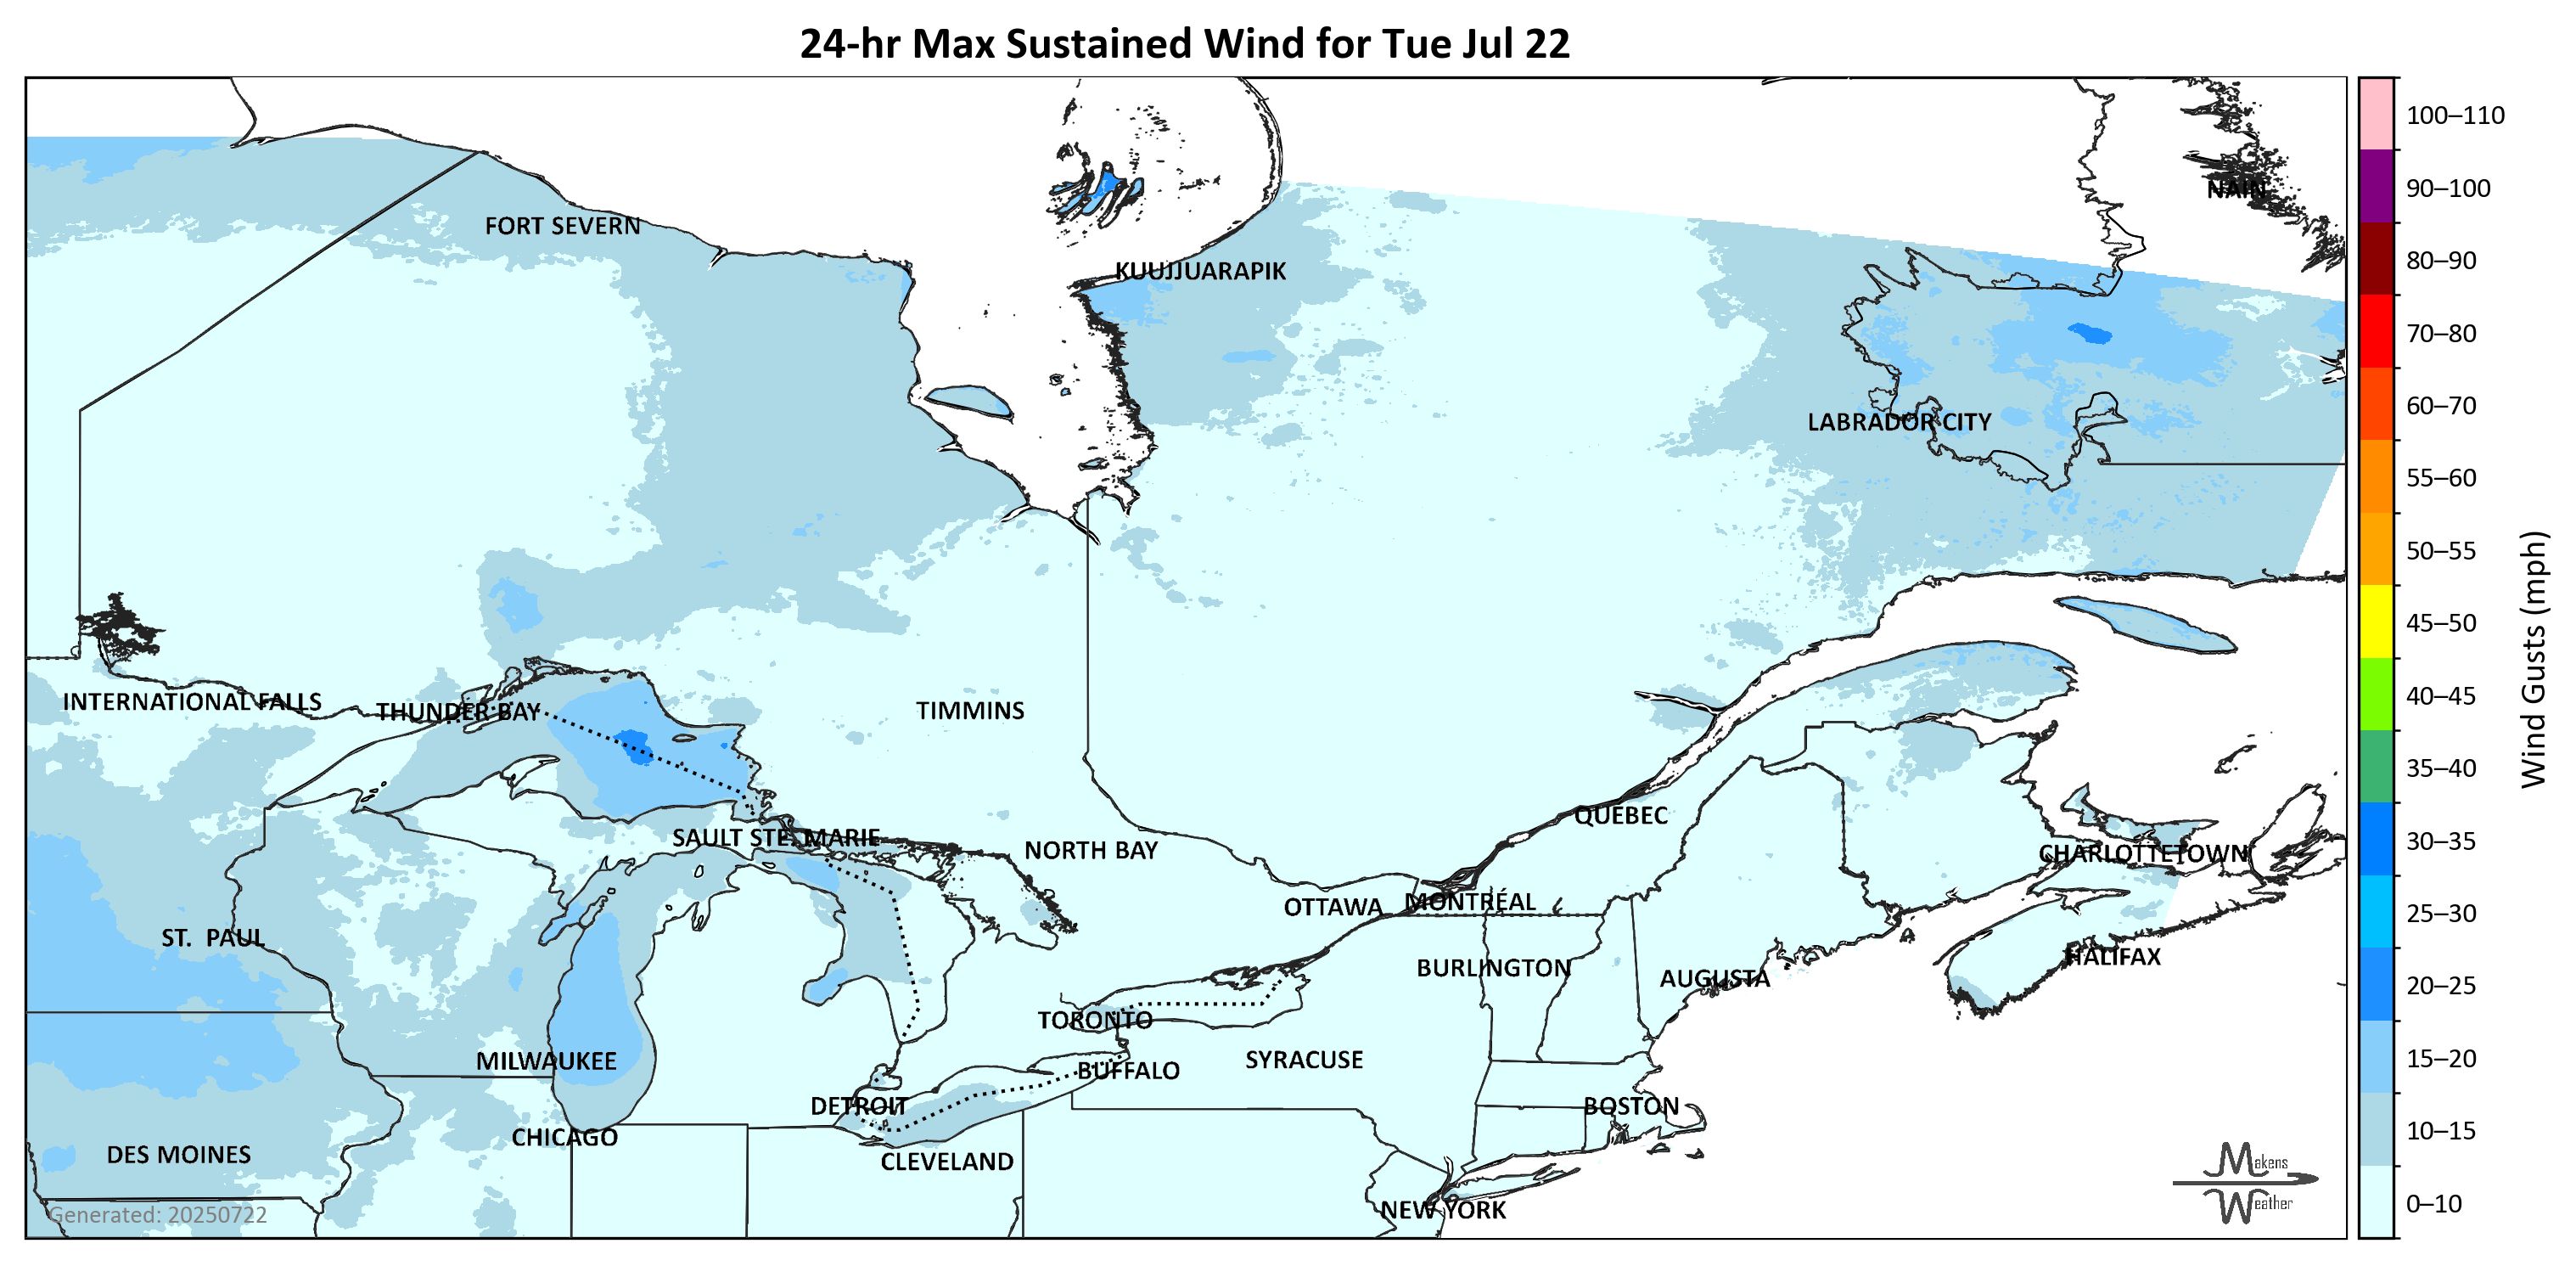 24-hr Max Sustained Wind for Tue Jul 22
NAIN
FORT SEVERN
KUUJJUARAPIK
LABRADOR CITY
INTERNATIONAL FALLS
THUNDER BAY
TIMMINS
QUÉBEC
SAULT STE. MARIE
NORTH BAY
CHARLOTTETOWN
OTTAWA
MONTRÉAL
ST. PAUL
HALIFAX
BURLINGTON
AUGUSTA
TORONTO
MILWAUKEE
SYRACUSE
BUFFALO
DETROIT
BOSTON
CHICAGO
DES MOINES
CLEVELAND
NEW YORK
Generated: 20250722
Makens
Weather
100–110
90–100
80–90
70–80
60–70
55–60
50–55
45–50
40–45
35–40
30–35
25–30
20–25
15–20
10–15
0–10
Wind Gusts (mph)